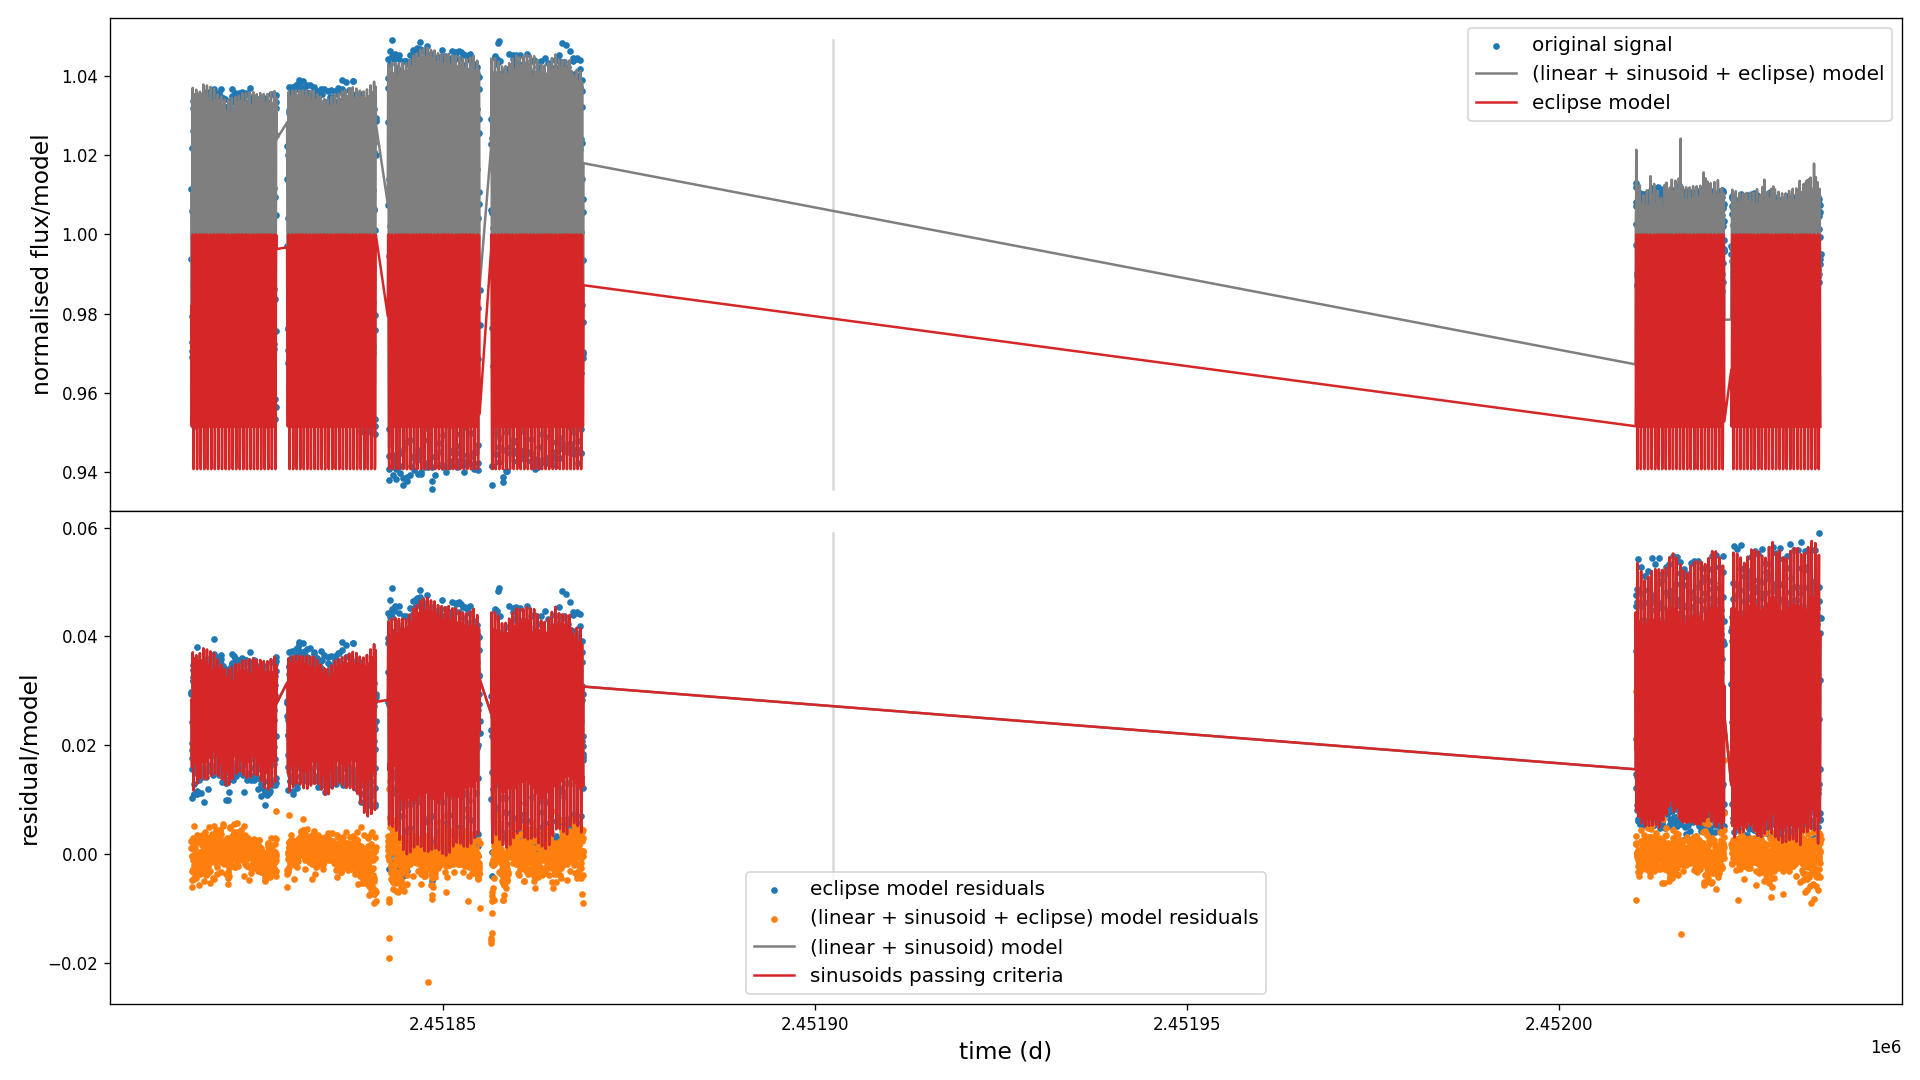 original signal
(linear + sinusoid + eclipse) model
eclipse model
1.04
1.02
1.00
0.98
0.96
0.94
normalised flux/model
0.06
0.04
0.02
0.00
−0.02
residual/model
eclipse model residuals
(linear + sinusoid + eclipse) model residuals
(linear + sinusoid) model
sinusoids passing criteria
2.45185
2.45190
2.45195
2.45200
1e6
time (d)